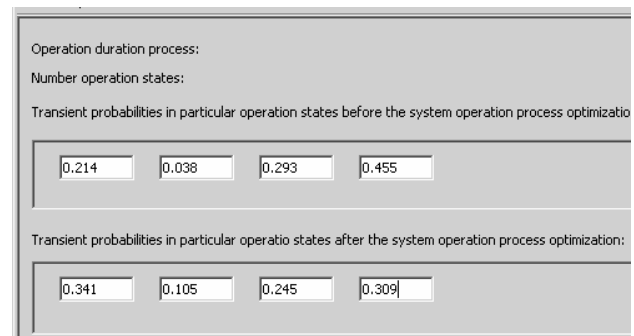 Operation duration process:
Number operation states:
Transient probabilities in particular operation states before the system operation process optimizatio
0.214 0.038 0.293 0.455
Transient probabilities in particular operatio states after the system operation process optimization:
0.341 0.105 0.245 0.309